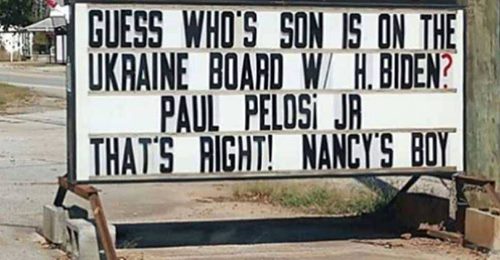 GUESS WHO'S SON IS ON THE
UKRAINE BOARD W/ H. BIDEN?
PAUL PELOSi JR
THAT'S RIGHT! NANCY'S BOY